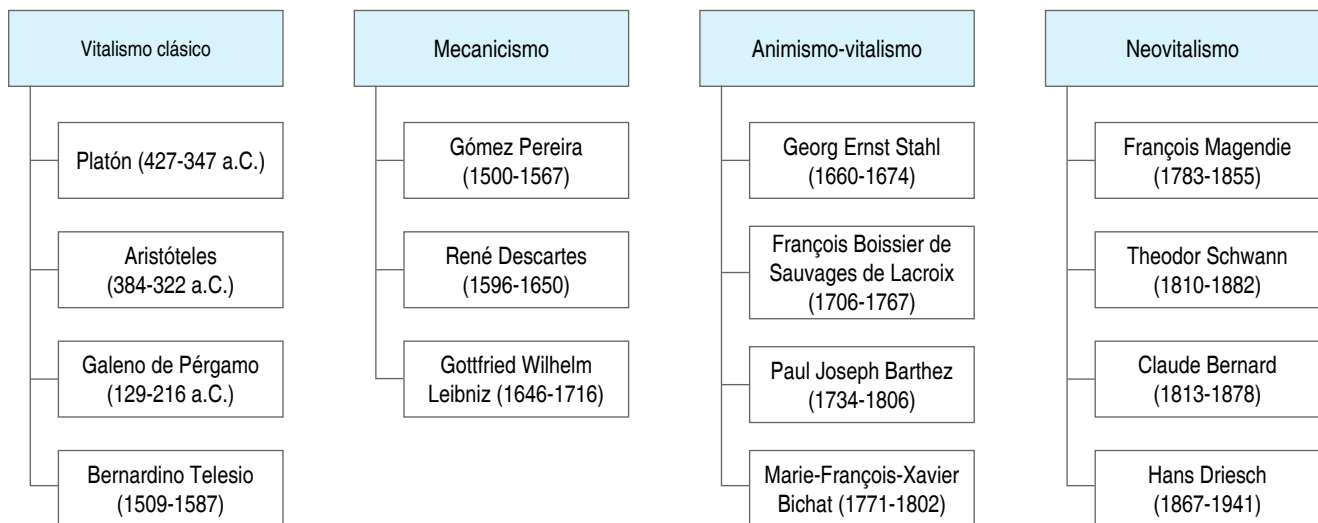 Vitalismo clásico
Platón (427-347 a.C.)
Aristóteles
(384-322 a.C.)
Galeno de Pérgamo
(129-216 a.C.)
Bernardino Telesio
(1509-1587)
Mecanicismo
Gómez Pereira
(1500-1567)
René Descartes
(1596-1650)
Gottfried Wilhelm
Leibniz (1646-1716)
Animismo-vitalismo
Georg Ernst Stahl
(1660-1674)
François Boissier de
Sauvages de Lacroix
(1706-1767)
Paul Joseph Barthez
(1734-1806)
Marie-François-Xavier
Bichat (1771-1802)
Neovitalismo
François Magendie
(1783-1855)
Theodor Schwann
(1810-1882)
Claude Bernard
(1813-1878)
Hans Driesch
(1867-1941)